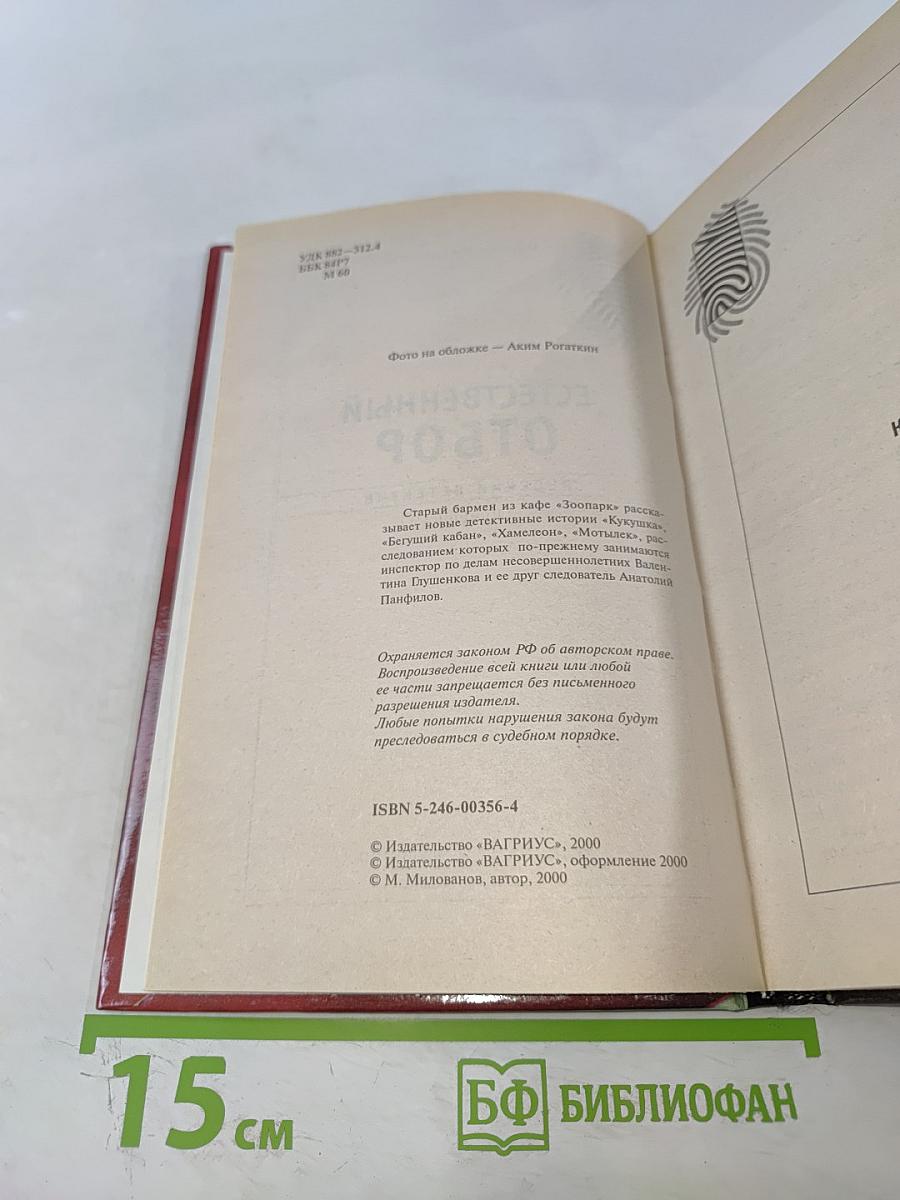 УДК 882—312.4
ББК 84Р7
М 60
Фото на обложке — Аким Рогаткин
ЕСТЕСТВЕННЫЙ
ОТБОР
Старый бармен из кафе «Зоопарк» расска-
зывает новые детективные истории «Кукушка»,
«Бегущий кабан», «Хамелеон», «Мотылек», рас-
следованием которых по-прежнему занимаются
инспектор по делам несовершеннолетних Вален-
тина Глушенкова и ее друг следователь Анатолий
Панфилов.
Охраняется законом РФ об авторском праве.
Воспроизведение всей книги или любой
ее части запрещается без письменного
разрешения издателя.
Любые попытки нарушения закона будут
преследоваться в судебном порядке.
ISBN 5-246-00356-4
© Издательство «ВАГРИУС», 2000
© Издательство «ВАГРИУС», оформление 2000
© М. Милованов, автор, 2000
15 см
БФ БИБЛИОФАН